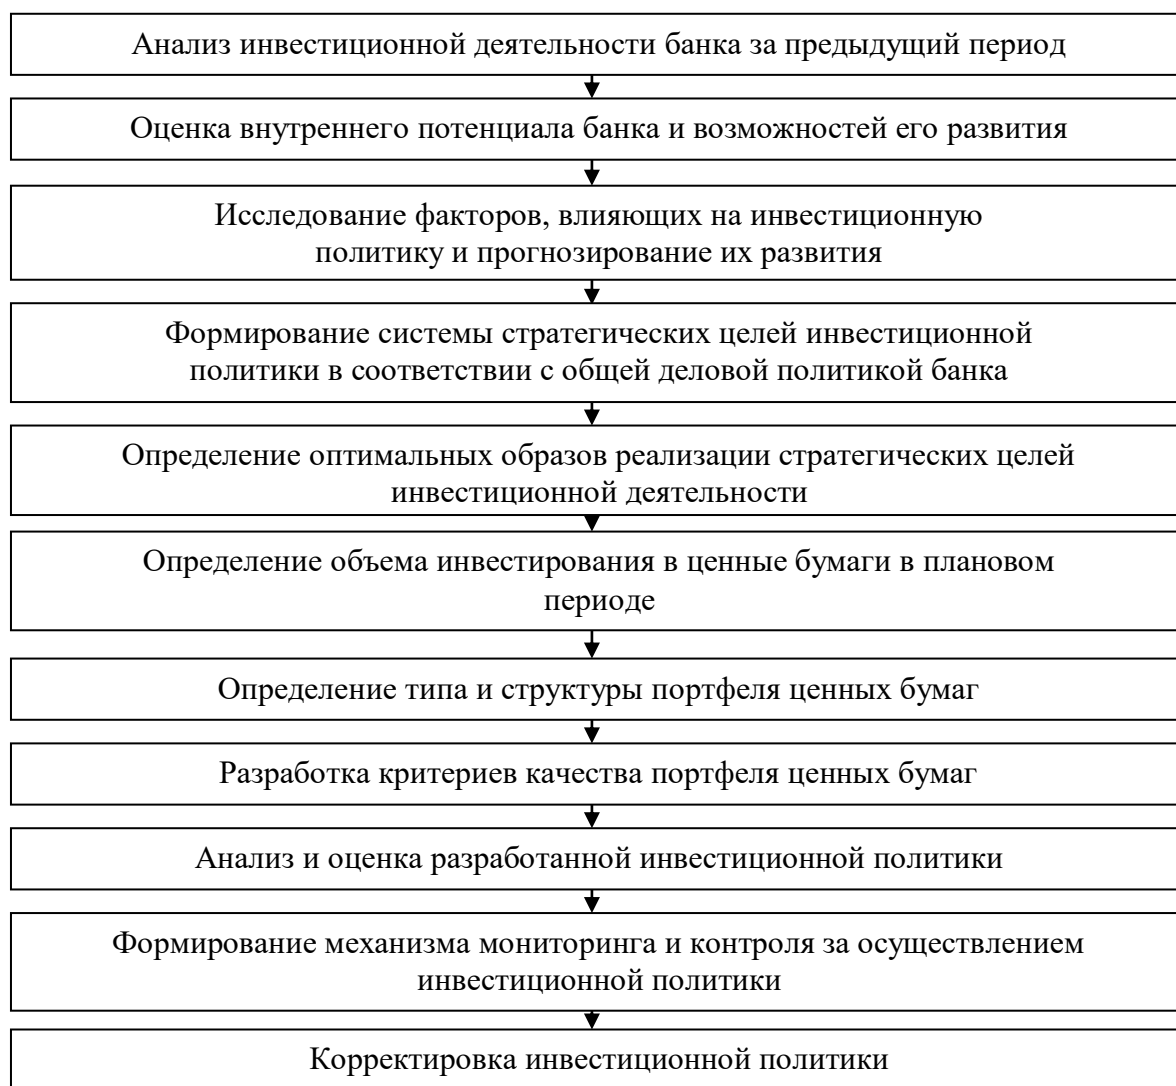 Анализ инвестиционной деятельности банка за предыдущий период
Оценка внутреннего потенциала банка и возможностей его развития
Исследование факторов, влияющих на инвестиционную
политику и прогнозирование их развития
Формирование системы стратегических целей инвестиционной
политики в соответствии с общей деловой политикой банка
Определение оптимальных образов реализации стратегических целей
инвестиционной деятельности
Определение объема инвестирования в ценные бумаги в плановом
периоде
Определение типа и структуры портфеля ценных бумаг
Разработка критериев качества портфеля ценных бумаг
Анализ и оценка разработанной инвестиционной политики
Формирование механизма мониторинга и контроля за осуществлением
инвестиционной политики
Корректировка инвестиционной политики